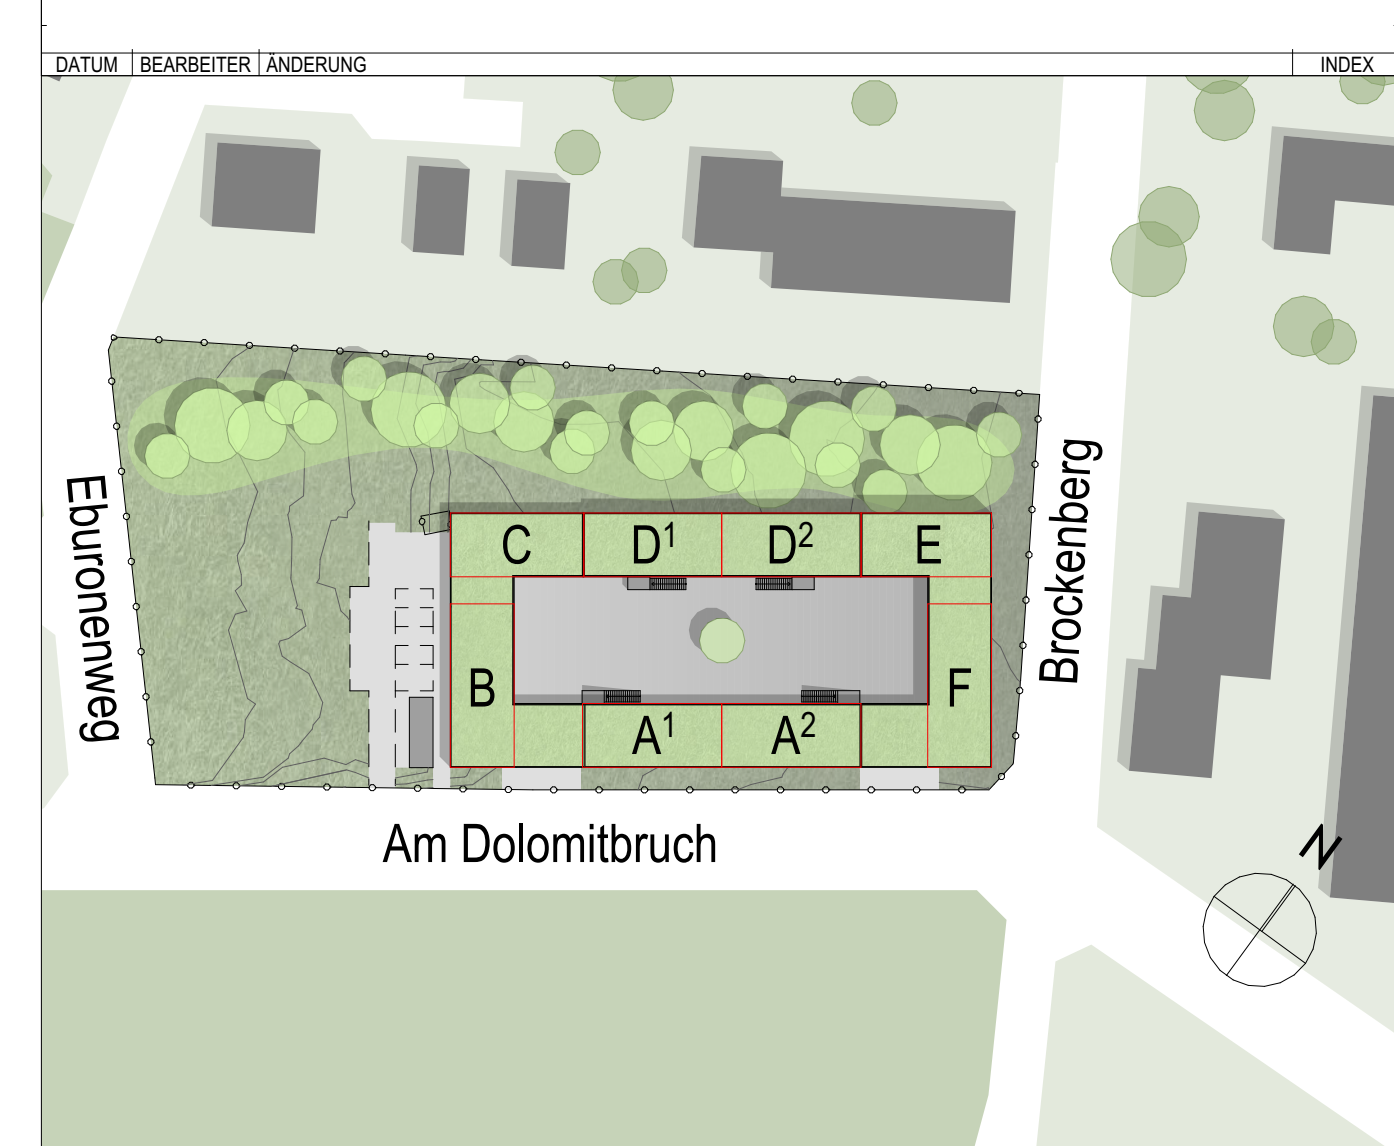 DATUM BEARBEITER ÄNDERUNG INDEX
C D¹ D² E
Eburonenweg
Brockenberg
B F
A¹ A²
Am Dolomitbruch
N